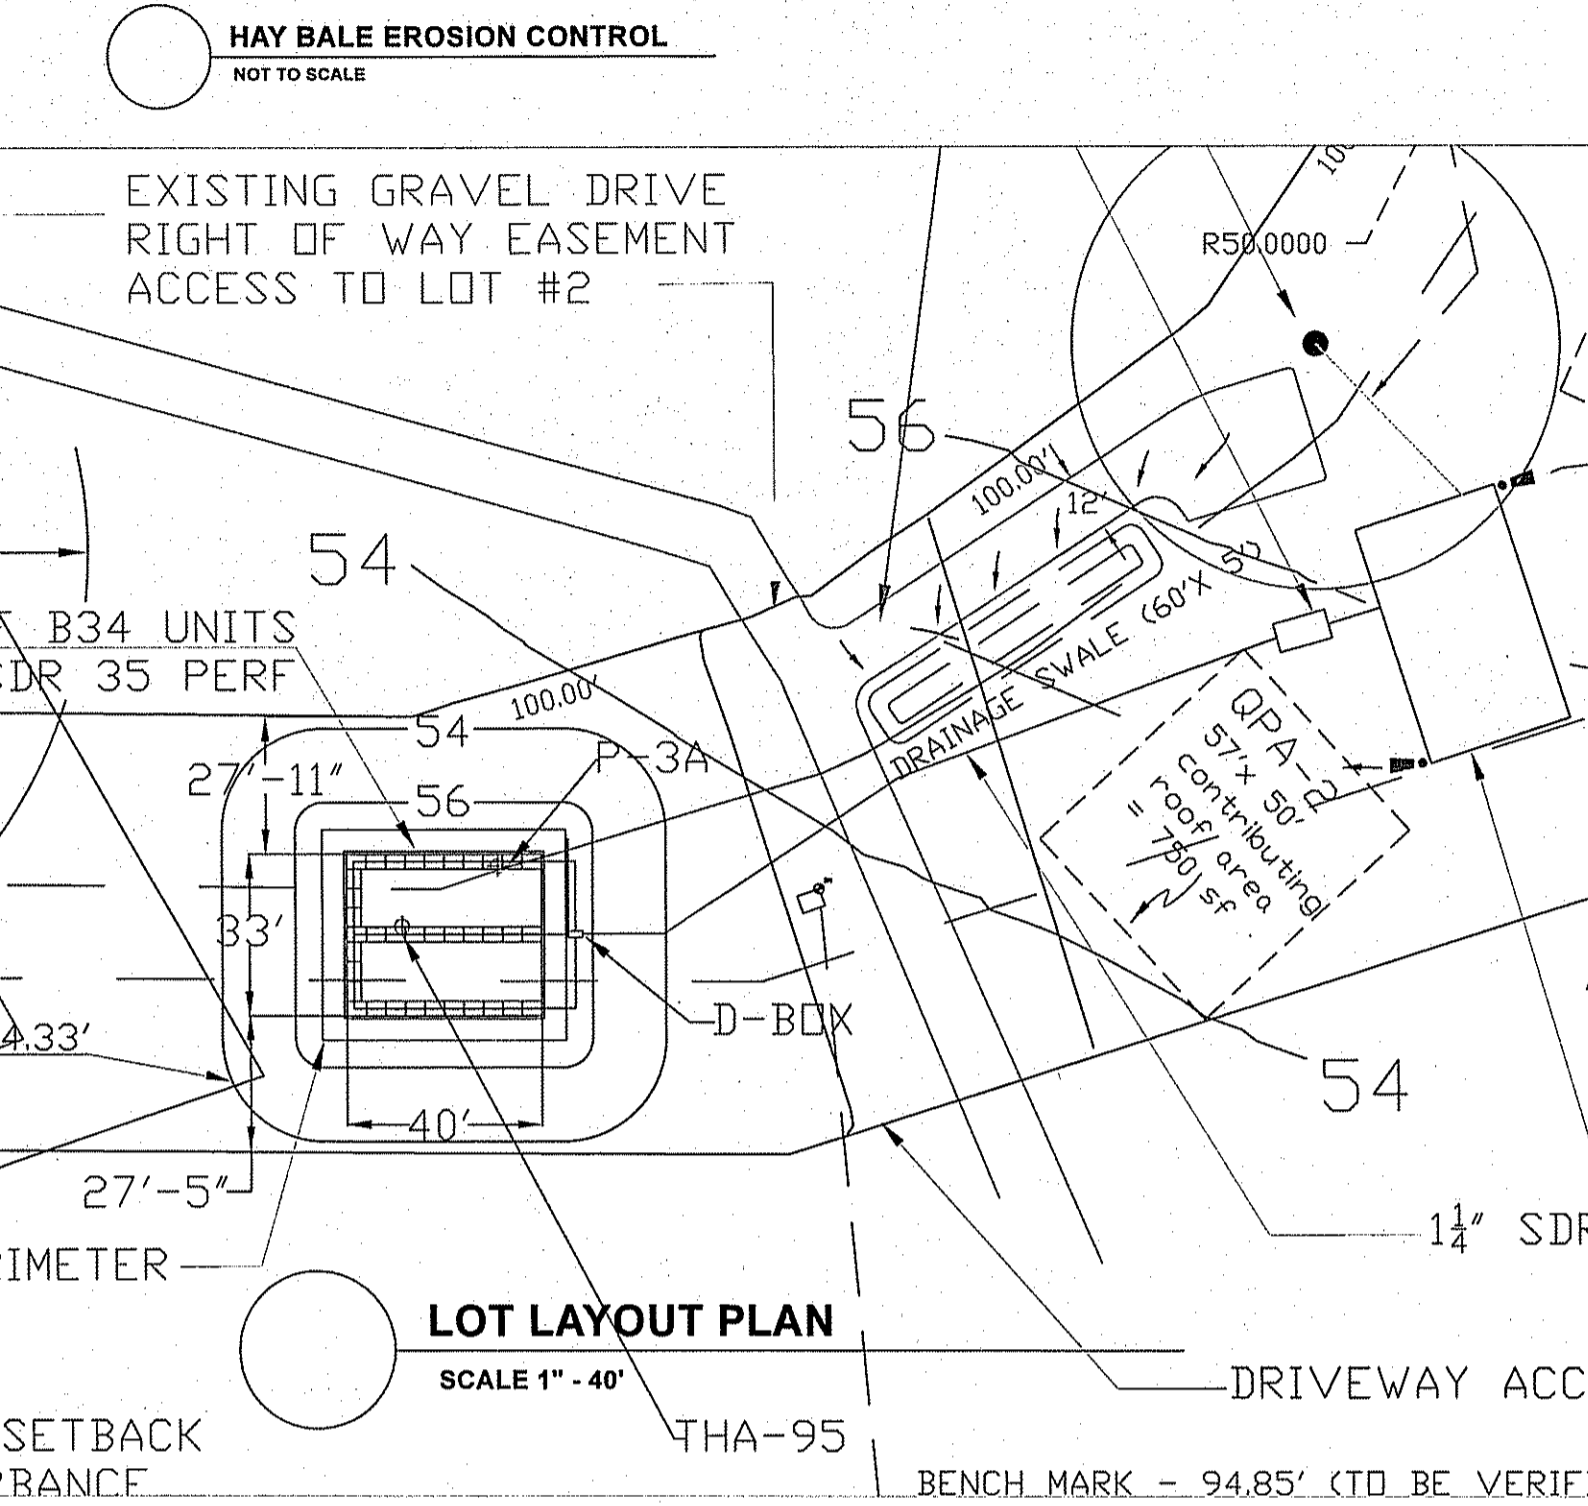 HAY BALE EROSION CONTROL
NOT TO SCALE
EXISTING GRAVEL DRIVE
RIGHT OF WAY EASEMENT
ACCESS TO LOT #2
R50.0000
56
100.00'
12'
54
B34 UNITS
SDR 35 PERF
100.00'
DRAINAGE SWALE (60'X 5')
54
P-3A
27'-11"
56
QPA-2
57'x 50'
contributing
roof area
= 750 sf
33'
D-BOX
4.33'
54
40'
27'-5"
1¼" SDR
RIMETER
LOT LAYOUT PLAN
SCALE 1" - 40'
DRIVEWAY ACC
THA-95
SETBACK
RBANCE
BENCH MARK - 94.85' (TO BE VERIF